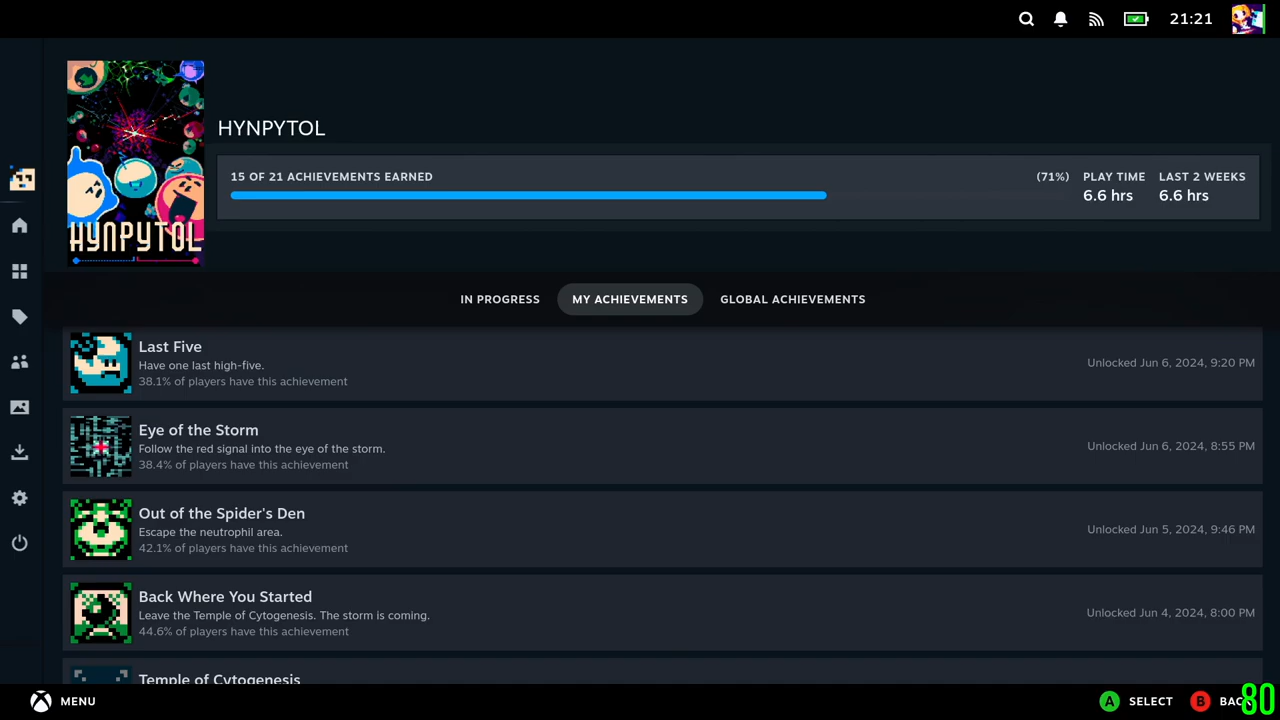 21:21
HYNPYTOL
HYNPYTOL
15 OF 21 ACHIEVEMENTS EARNED
(71%)
PLAY TIME
6.6 hrs
LAST 2 WEEKS
6.6 hrs
IN PROGRESS
MY ACHIEVEMENTS
GLOBAL ACHIEVEMENTS
Last Five
Have one last high-five.
38.1% of players have this achievement
Unlocked Jun 6, 2024, 9:20 PM
Eye of the Storm
Follow the red signal into the eye of the storm.
38.4% of players have this achievement
Unlocked Jun 6, 2024, 8:55 PM
Out of the Spider's Den
Escape the neutrophil area.
42.1% of players have this achievement
Unlocked Jun 5, 2024, 9:46 PM
Back Where You Started
Leave the Temple of Cytogenesis. The storm is coming.
44.6% of players have this achievement
Unlocked Jun 4, 2024, 8:00 PM
Temple of Cytogenesis
MENU
A SELECT
B BAC
80